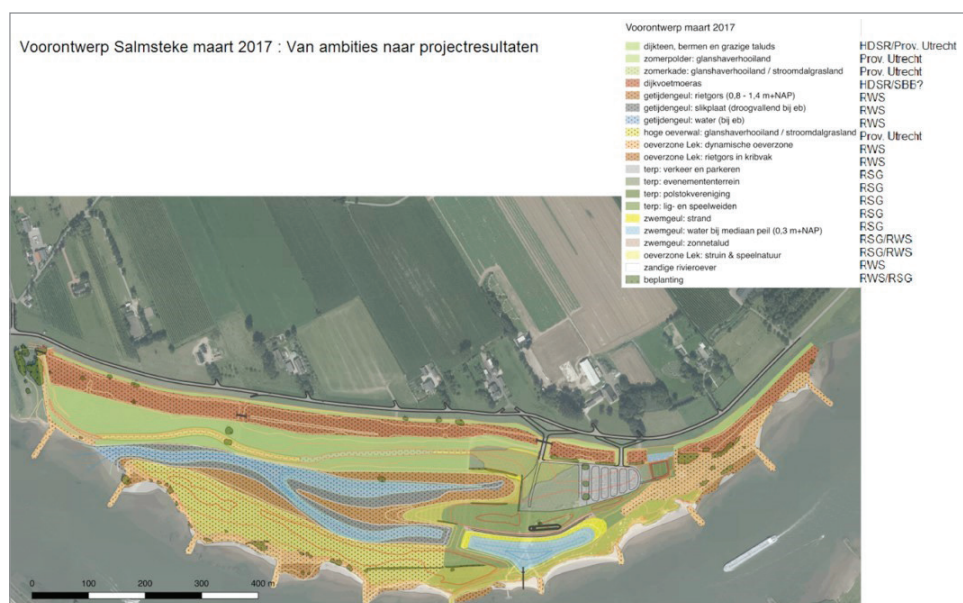 Voorontwerp Salmsteke maart 2017 : Van ambities naar projectresultaten
Voorontwerp maart 2017
dijkteen, bermen en grazige taluds HDSR/Prov. Utrecht
zomerpolder: glanshaverhooiland Prov. Utrecht
zomerkade: glanshaverhooiland / stroomdalgrasland Prov. Utrecht
dijkvoetmoeras HDSR/SBB?
getijdengeul: rietgors (0,8 - 1,4 m+NAP) RWS
getijdengeul: slikplaat (droogvallend bij eb) RWS
getijdengeul: water (bij eb) RWS
hoge oeverwal: glanshaverhooiland / stroomdalgrasland Prov. Utrecht
oeverzone Lek: dynamische oeverzone RWS
oeverzone Lek: rietgors in kribvak RWS
terp: verkeer en parkeren RSG
terp: evenemententerrein RSG
terp: polstokvereniging RSG
terp: lig- en speelweiden RSG
zwemgeul: strand RSG
zwemgeul: water bij mediaan peil (0,3 m+NAP) RSG/RWS
zwemgeul: zonnetalud RSG/RWS
oeverzone Lek: struin & speelnatuur RWS
zandige rivieroever RWS/RSG
beplanting
0 100 200 300 400 m